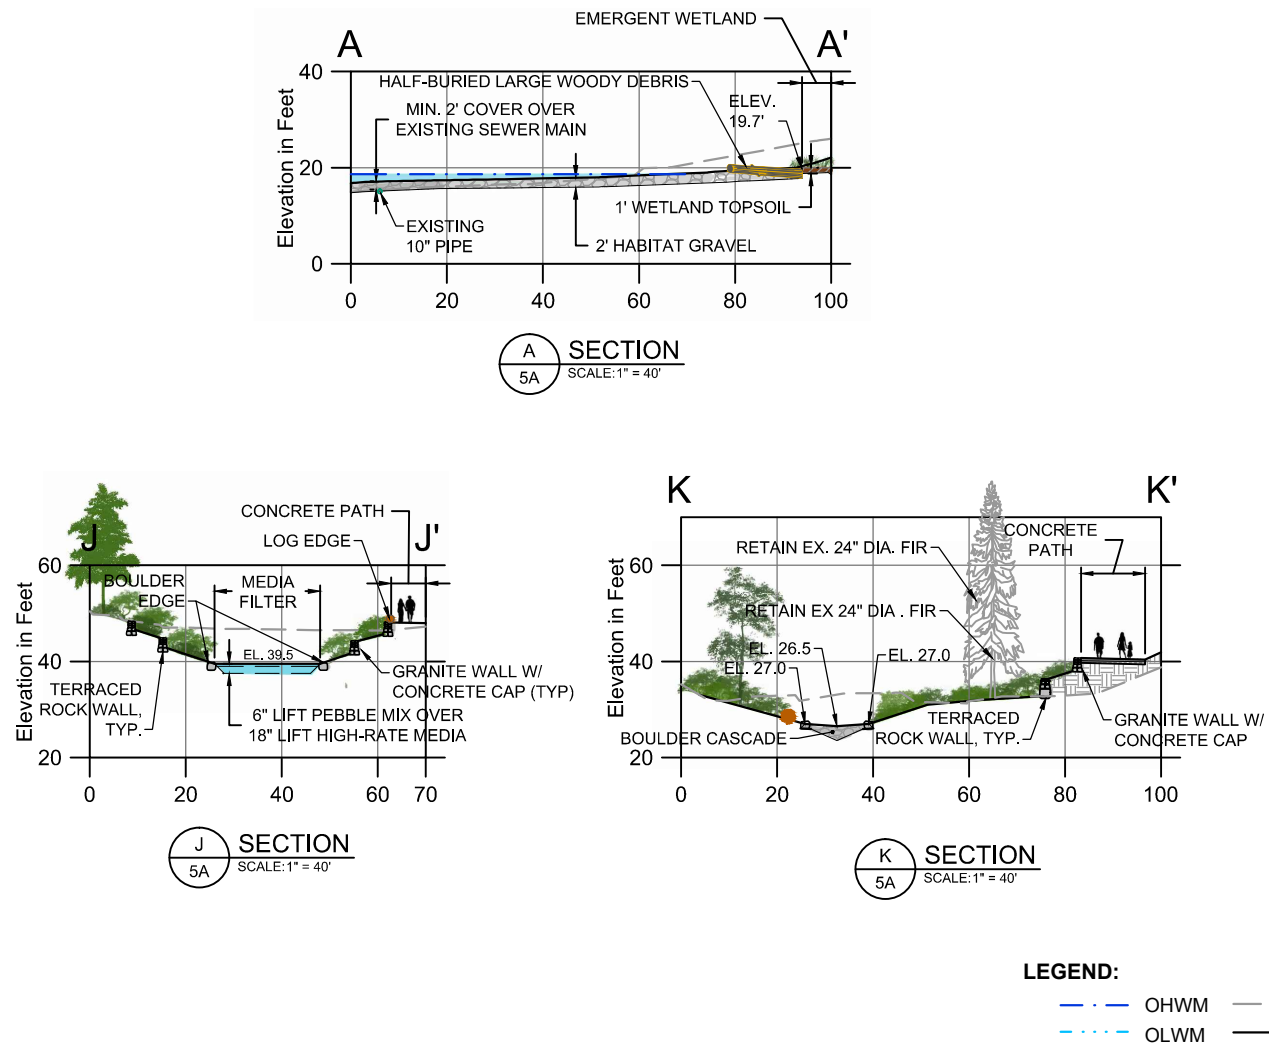 EMERGENT WETLAND
A A'
Elevation in Feet
40
20
0
HALF-BURIED LARGE WOODY DEBRIS
MIN. 2' COVER OVER
EXISTING SEWER MAIN
ELEV.
19.7'
1' WETLAND TOPSOIL
EXISTING
10" PIPE
2' HABITAT GRAVEL
0 20 40 60 80 100
A
5A
SECTION
SCALE: 1" = 40'
J J'
Elevation in Feet
60
40
20
CONCRETE PATH
LOG EDGE
BOULDER
EDGE
MEDIA
FILTER
EL. 39.5
TERRACED
ROCK WALL,
TYP.
GRANITE WALL W/
CONCRETE CAP (TYP)
6" LIFT PEBBLE MIX OVER
18" LIFT HIGH-RATE MEDIA
0 20 40 60 70
J
5A
SECTION
SCALE: 1" = 40'
K K'
Elevation in Feet
60
40
20
RETAIN EX. 24" DIA. FIR
CONCRETE
PATH
RETAIN EX 24" DIA . FIR
EL. 26.5
EL. 27.0
EL. 27.0
BOULDER CASCADE
TERRACED
ROCK WALL, TYP.
GRANITE WALL W/
CONCRETE CAP
0 20 40 60 80 100
K
5A
SECTION
SCALE: 1" = 40'
LEGEND:
OHWM
OLWM